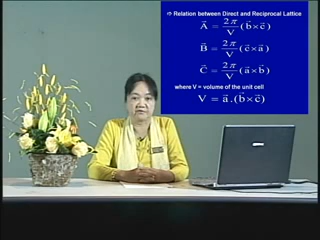 ⇨ Relation between Direct and Reciprocal Lattice
A⃗ = 2π/V (b⃗×c⃗)
B⃗ = 2π/V (c⃗×a⃗)
C⃗ = 2π/V (a⃗×b⃗)
where V = volume of the unit cell
V = a⃗.(b⃗×c⃗)